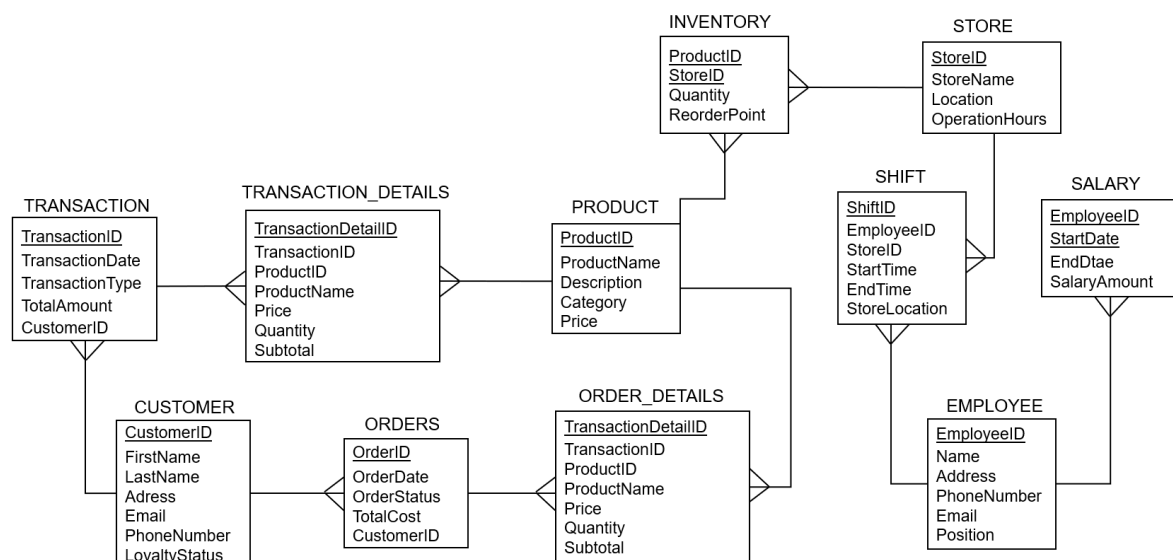 INVENTORY
ProductID
StoreID
Quantity
ReorderPoint
STORE
StoreID
StoreName
Location
OperationHours
TRANSACTION
TransactionID
TransactionDate
TransactionType
TotalAmount
CustomerID
TRANSACTION_DETAILS
TransactionDetailID
TransactionID
ProductID
ProductName
Price
Quantity
Subtotal
PRODUCT
ProductID
ProductName
Description
Category
Price
SHIFT
ShiftID
EmployeeID
StoreID
StartTime
EndTime
StoreLocation
SALARY
EmployeeID
StartDate
EndDtae
SalaryAmount
CUSTOMER
CustomerID
FirstName
LastName
Adress
Email
PhoneNumber
LoyaltyStatus
ORDERS
OrderID
OrderDate
OrderStatus
TotalCost
CustomerID
ORDER_DETAILS
TransactionDetailID
TransactionID
ProductID
ProductName
Price
Quantity
Subtotal
EMPLOYEE
EmployeeID
Name
Address
PhoneNumber
Email
Position